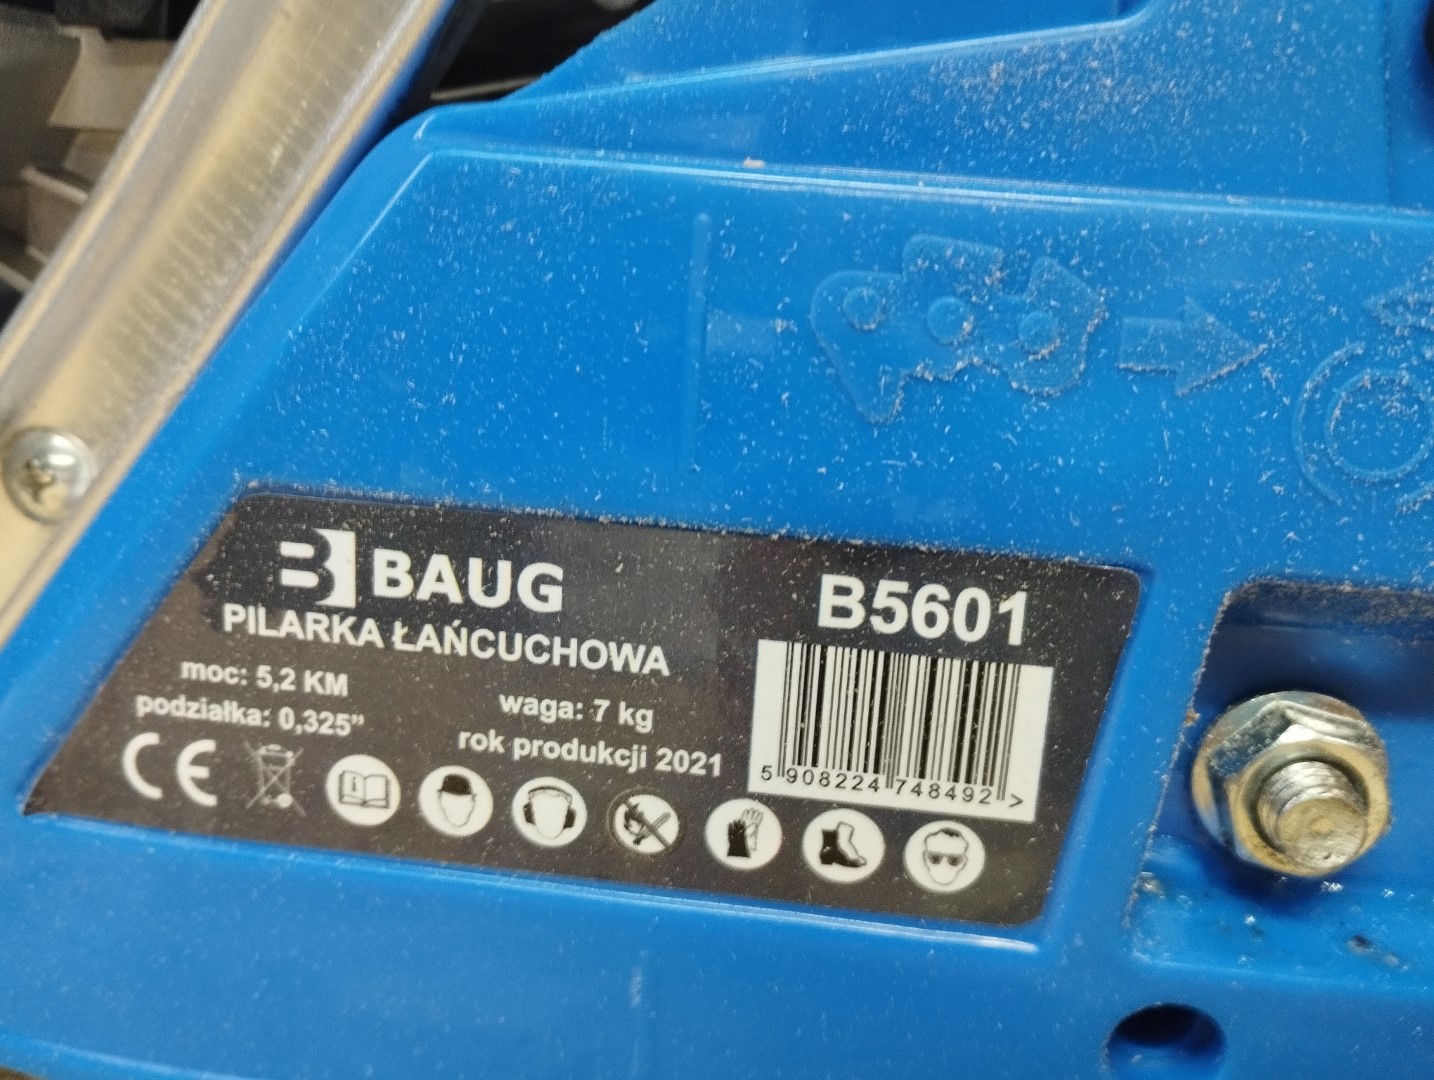 BAUG
B5601
PILARKA ŁAŃCUCHOWA
moc: 5,2 KM
waga: 7 kg
podziałka: 0,325”
rok produkcji 2021
5 908224 748492 >
CE